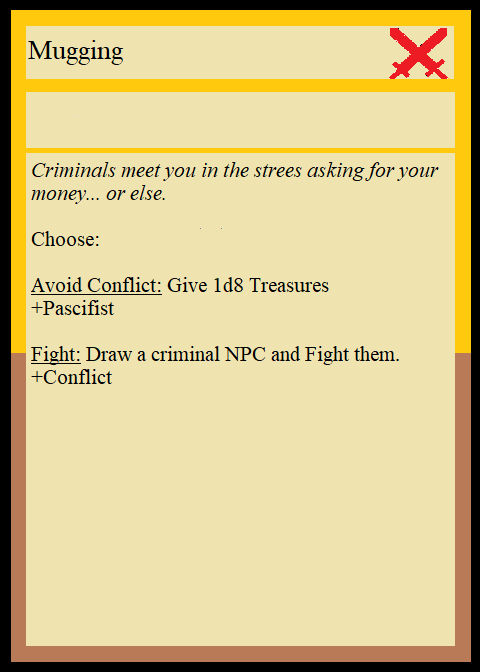 Mugging
Criminals meet you in the strees asking for your
money... or else.
Choose:
Avoid Conflict: Give 1d8 Treasures
+Pascifist
Fight: Draw a criminal NPC and Fight them.
+Conflict